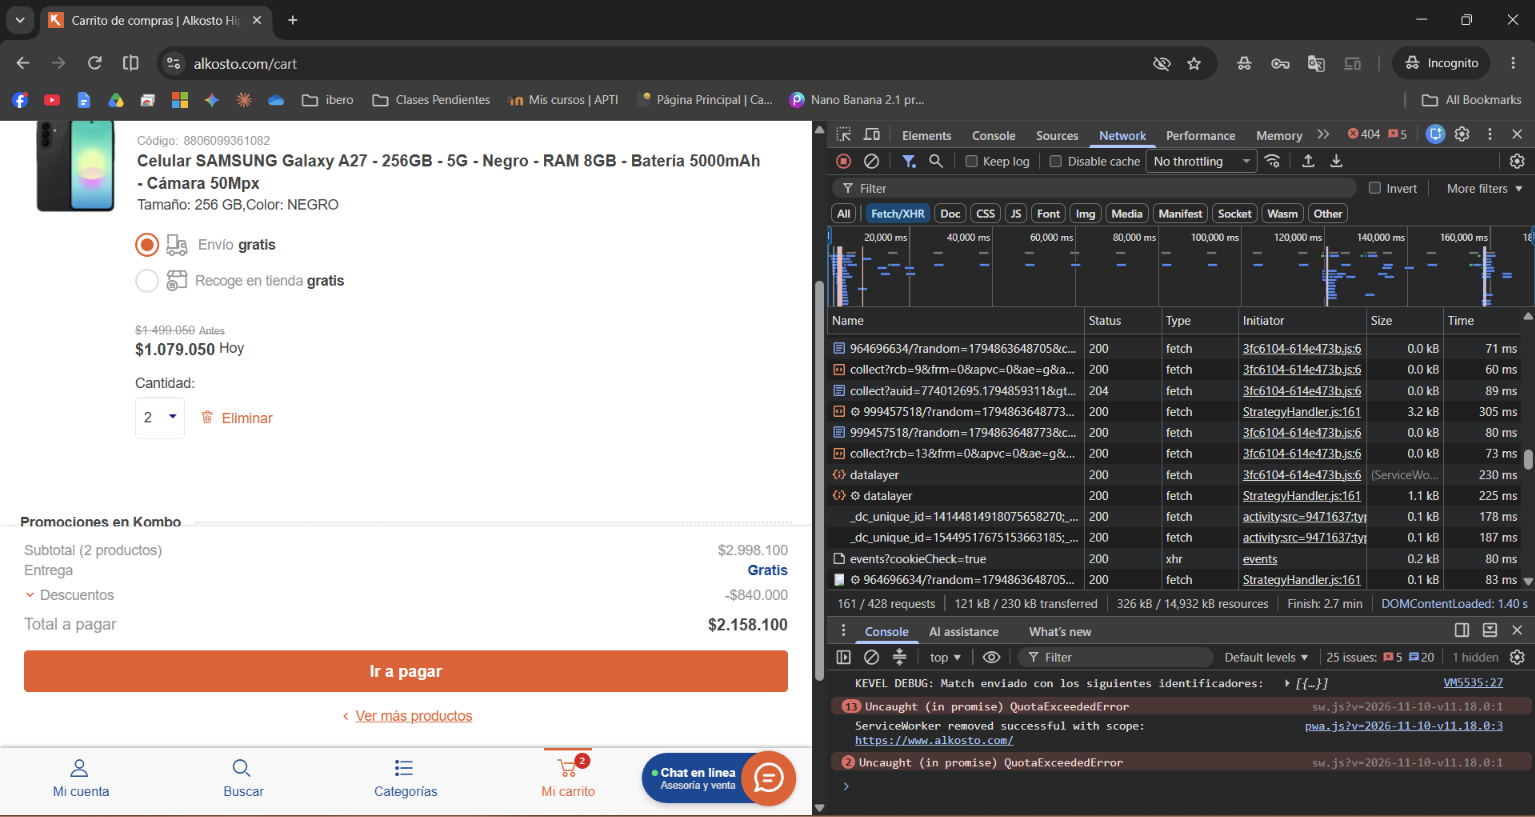 Carrito de compras | Alkosto Hi
alkosto.com/cart
Incognito
ibero
Clases Pendientes
Mis cursos | APTI
Página Principal | Ca...
Nano Banana 2.1 pr...
All Bookmarks
Código: 8806099361082
Celular SAMSUNG Galaxy A27 - 256GB - 5G - Negro - RAM 8GB - Batería 5000mAh
- Cámara 50Mpx
Tamaño: 256 GB,Color: NEGRO
Envío gratis
Recoge en tienda gratis
$1.499.050 Antes
$1.079.050 Hoy
Cantidad:
2
Eliminar
Promociones en Kombo
Subtotal (2 productos) $2.998.100
Entrega Gratis
Descuentos -$840.000
Total a pagar $2.158.100
Ir a pagar
Ver más productos
Mi cuenta
Buscar
Categorías
2
Mi carrito
Chat en línea
Asesoría y venta
Elements Console Sources Network Performance Memory 404 5
Keep log Disable cache No throttling
Filter Invert More filters
All Fetch/XHR Doc CSS JS Font Img Media Manifest Socket Wasm Other
20,000 ms 40,000 ms 60,000 ms 80,000 ms 100,000 ms 120,000 ms 140,000 ms 160,000 ms 18
Name Status Type Initiator Size Time
964696634/?random=1794863648705&c... 200 fetch 3fc6104-614e473b.js:6 0.0 kB 71 ms
collect?rcb=9&frm=0&apvc=0&ae=g&a... 200 fetch 3fc6104-614e473b.js:6 0.0 kB 60 ms
collect?auid=774012695.1794859311&gt... 204 fetch 3fc6104-614e473b.js:6 0.0 kB 89 ms
999457518/?random=1794863648773... 200 fetch StrategyHandler.js:161 3.2 kB 305 ms
999457518/?random=1794863648773&c... 200 fetch 3fc6104-614e473b.js:6 0.0 kB 80 ms
collect?rcb=13&frm=0&apvc=0&ae=g&... 200 fetch 3fc6104-614e473b.js:6 0.0 kB 73 ms
datalayer 200 fetch 3fc6104-614e473b.js:6 (ServiceWo... 230 ms
datalayer 200 fetch StrategyHandler.js:161 1.1 kB 225 ms
_dc_unique_id=14144814918075658270;_... 200 fetch activity;src=9471637;typ 0.1 kB 178 ms
_dc_unique_id=15449517675153663185;_... 200 fetch activity;src=9471637;typ 0.1 kB 187 ms
events?cookieCheck=true 200 xhr events 0.2 kB 80 ms
964696634/?random=1794863648705... 200 fetch StrategyHandler.js:161 0.1 kB 83 ms
161 / 428 requests 121 kB / 230 kB transferred 326 kB / 14,932 kB resources Finish: 2.7 min DOMContentLoaded: 1.40 s
Console AI assistance What's new
top Filter Default levels 25 issues: 5 20 1 hidden
KEVEL DEBUG: Match enviado con los siguientes identificadores: [{…}] VM5535:27
13 Uncaught (in promise) QuotaExceededError sw.js?v=2026-11-10-v11.18.0:1
ServiceWorker removed successful with scope: pwa.js?v=2026-11-10-v11.18.0:3
https://www.alkosto.com/
2 Uncaught (in promise) QuotaExceededError sw.js?v=2026-11-10-v11.18.0:1